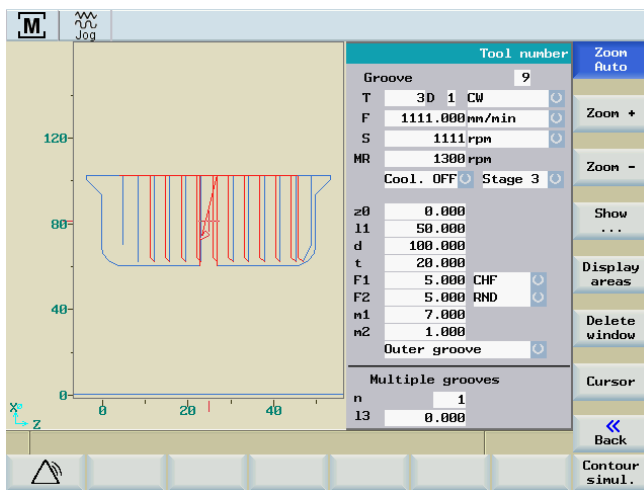 M
Jog
Tool number
Groove 9
T 3 D 1 CW
F 1111.000 mm/min
S 1111 rpm
MR 1300 rpm
Cool. OFF Stage 3
z0 0.000
l1 50.000
d 100.000
t 20.000
F1 5.000 CHF
F2 5.000 RND
m1 7.000
m2 1.000
Outer groove
Multiple grooves
n 1
l3 0.000
120
80
40
0
X
Z
0 20 40
Zoom
Auto
Zoom +
Zoom -
Show
...
Display
areas
Delete
window
Cursor
«
Back
Contour
simul.